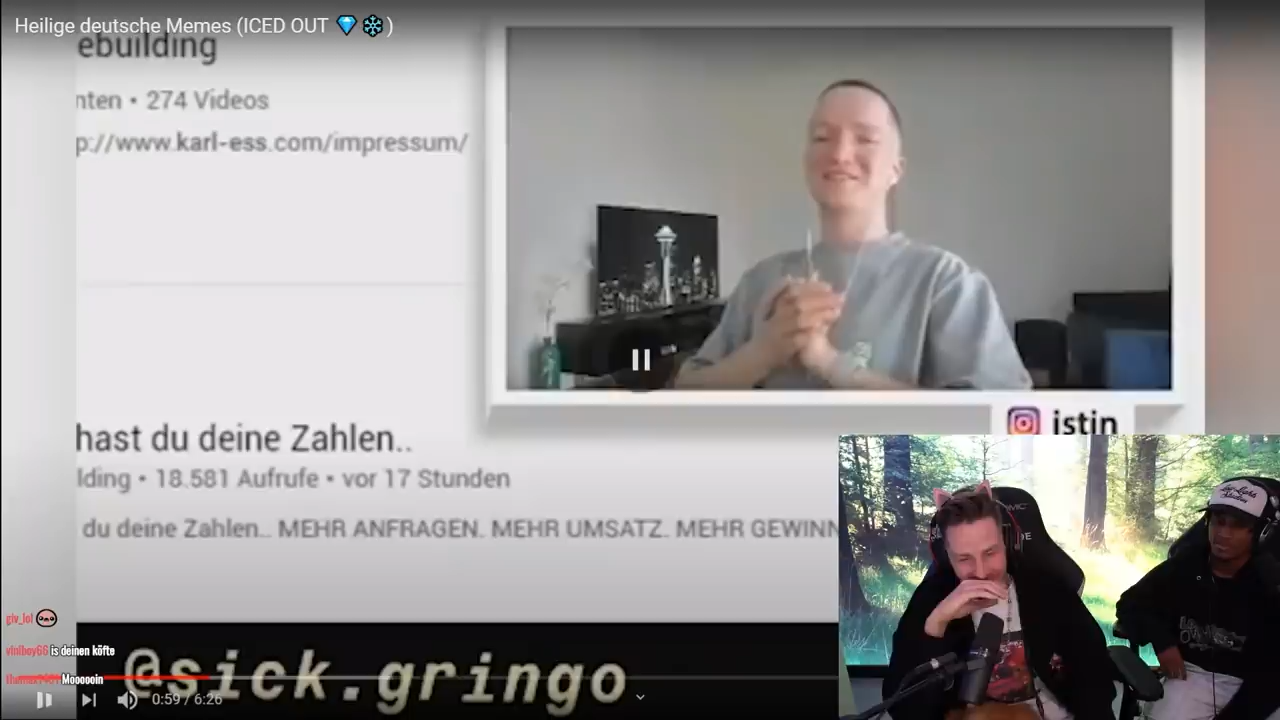 Heilige deutsche Memes (ICED OUT 💎❄️)
ebuilding
nten • 274 Videos
p://www.karl-ess.com/impressum/
istin
hast du deine Zahlen..
lding • 18.581 Aufrufe • vor 17 Stunden
du deine Zahlen.. MEHR ANFRAGEN. MEHR UMSATZ. MEHR GEWINN
giv_lol
viniboy66 is deinen köfte
Moooooin
@sick.gringo
0:59 / 6:26